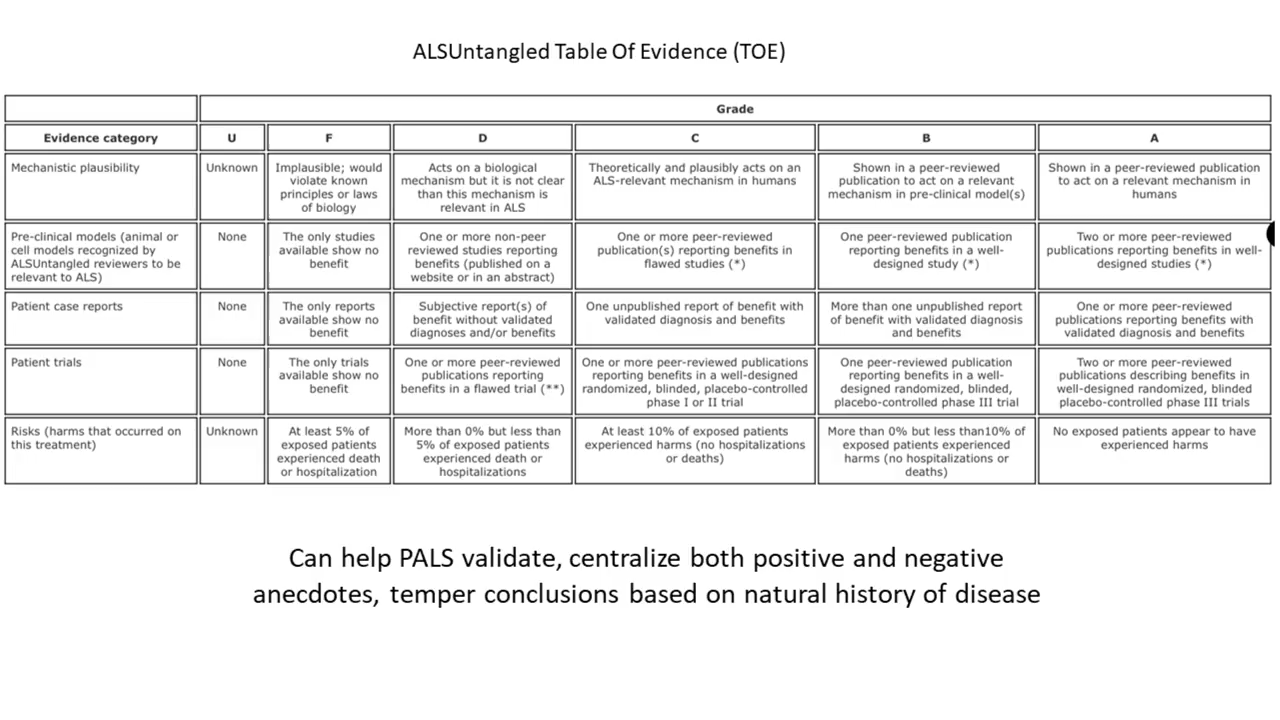 ALSUntangled Table Of Evidence (TOE)
Grade
Evidence category
U
F
D
C
B
A
Mechanistic plausibility
Unknown
Implausible; would
violate known
principles or laws
of biology
Acts on a biological
mechanism but it is not clear
than this mechanism is
relevant in ALS
Theoretically and plausibly acts on an
ALS-relevant mechanism in humans
Shown in a peer-reviewed
publication to act on a relevant
mechanism in pre-clinical model(s)
Shown in a peer-reviewed publication
to act on a relevant mechanism in
humans
Pre-clinical models (animal or
cell models recognized by
ALSUntangled reviewers to be
relevant to ALS)
None
The only studies
available show no
benefit
One or more non-peer
reviewed studies reporting
benefits (published on a
website or in an abstract)
One or more peer-reviewed
publication(s) reporting benefits in
flawed studies (*)
One peer-reviewed publication
reporting benefits in a well-
designed study (*)
Two or more peer-reviewed
publications reporting benefits in well-
designed studies (*)
Patient case reports
None
The only reports
available show no
benefit
Subjective report(s) of
benefit without validated
diagnoses and/or benefits
One unpublished report of benefit with
validated diagnosis and benefits
More than one unpublished report
of benefit with validated diagnosis
and benefits
One or more peer-reviewed
publications reporting benefits with
validated diagnosis and benefits
Patient trials
None
The only trials
available show no
benefit
One or more peer-reviewed
publications reporting
benefits in a flawed trial (**)
One or more peer-reviewed publications
reporting benefits in a well-designed
randomized, blinded, placebo-controlled
phase I or II trial
One peer-reviewed publication
reporting benefits in a well-
designed randomized, blinded,
placebo-controlled phase III trial
Two or more peer-reviewed
publications describing benefits in
well-designed randomized, blinded
placebo-controlled phase III trials
Risks (harms that occurred on
this treatment)
Unknown
At least 5% of
exposed patients
experienced death
or hospitalization
More than 0% but less than
5% of exposed patients
experienced death or
hospitalizations
At least 10% of exposed patients
experienced harms (no hospitalizations
or deaths)
More than 0% but less than10% of
exposed patients experienced
harms (no hospitalizations or
deaths)
No exposed patients appear to have
experienced harms
Can help PALS validate, centralize both positive and negative
anecdotes, temper conclusions based on natural history of disease